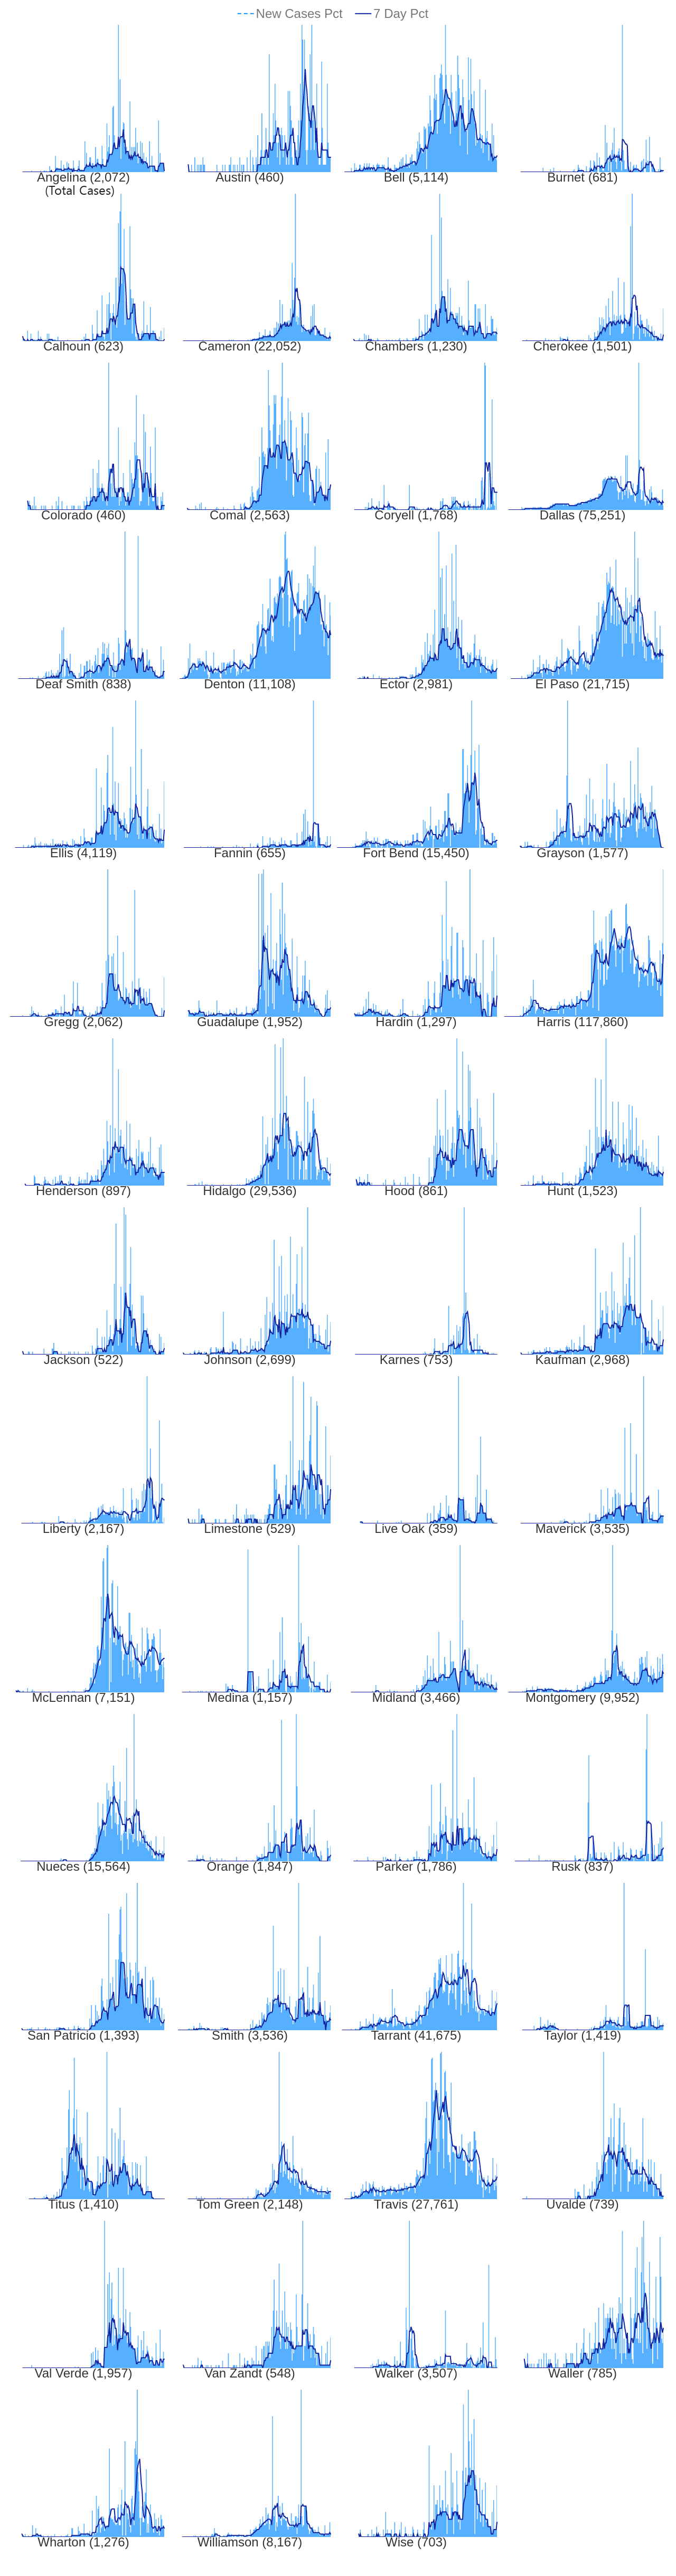 New Cases Pct 7 Day Pct
Angelina (2,072) Austin (460) Bell (5,114) Burnet (681)
(Total Cases)
Calhoun (623) Cameron (22,052) Chambers (1,230) Cherokee (1,501)
Colorado (460) Comal (2,563) Coryell (1,768) Dallas (75,251)
Deaf Smith (838) Denton (11,108) Ector (2,981) El Paso (21,715)
Ellis (4,119) Fannin (655) Fort Bend (15,450) Grayson (1,577)
Gregg (2,062) Guadalupe (1,952) Hardin (1,297) Harris (117,860)
Henderson (897) Hidalgo (29,536) Hood (861) Hunt (1,523)
Jackson (522) Johnson (2,699) Karnes (753) Kaufman (2,968)
Liberty (2,167) Limestone (529) Live Oak (359) Maverick (3,535)
McLennan (7,151) Medina (1,157) Midland (3,466) Montgomery (9,952)
Nueces (15,564) Orange (1,847) Parker (1,786) Rusk (837)
San Patricio (1,393) Smith (3,536) Tarrant (41,675) Taylor (1,419)
Titus (1,410) Tom Green (2,148) Travis (27,761) Uvalde (739)
Val Verde (1,957) Van Zandt (548) Walker (3,507) Waller (785)
Wharton (1,276) Williamson (8,167) Wise (703)